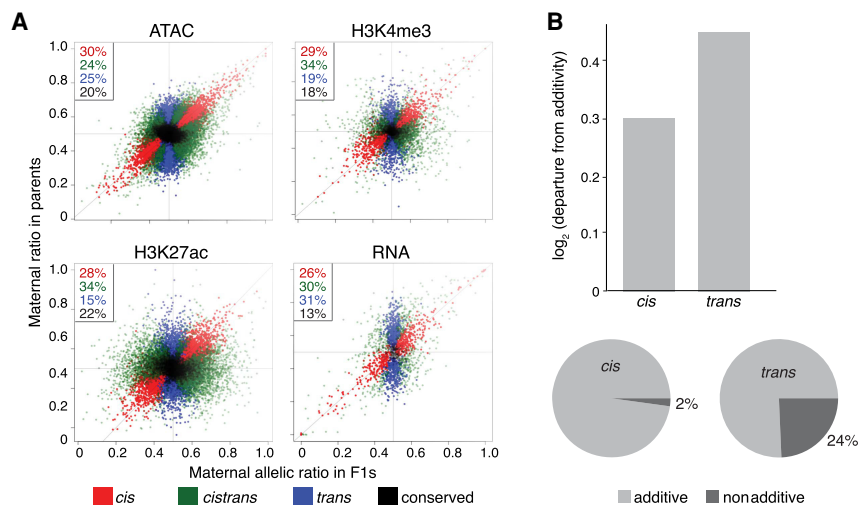 A
B
ATAC
H3K4me3
1.0
0.8
0.6
0.4
0.2
0
30%
24%
25%
20%
29%
34%
19%
18%
H3K27ac
RNA
1.0
0.8
0.6
0.4
0.2
0
28%
34%
15%
22%
26%
30%
31%
13%
0 0.2 0.4 0.6 0.8 1.0
0 0.2 0.4 0.6 0.8 1.0
Maternal ratio in parents
Maternal allelic ratio in F1s
cis cistrans trans conserved
log2 (departure from additivity)
0.4
0.3
0.2
0.1
0
cis trans
cis
2%
trans
24%
additive nonadditive